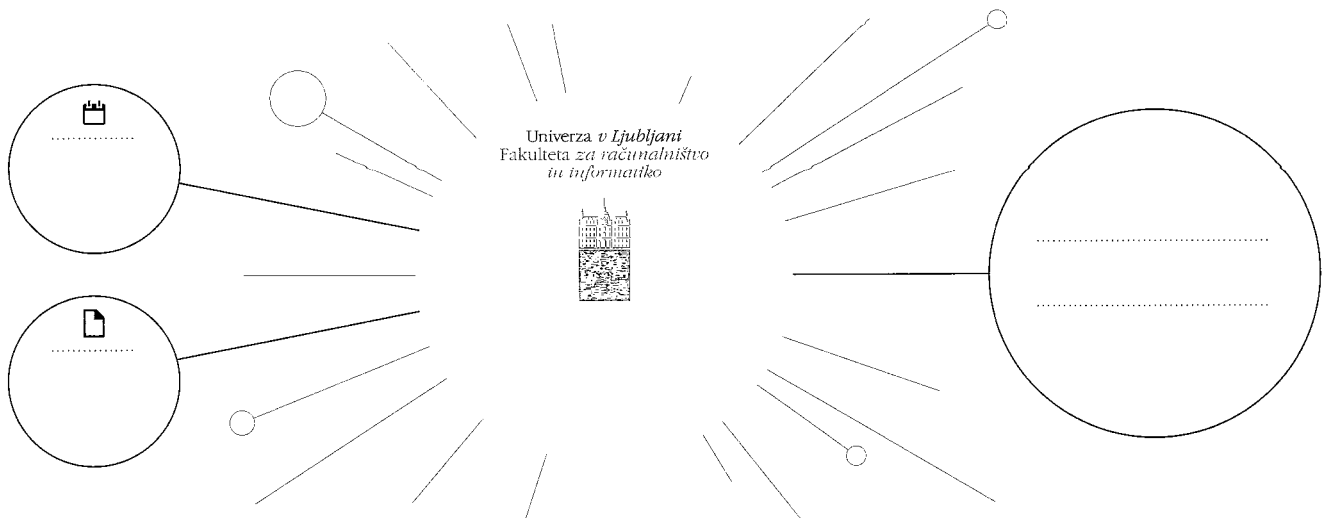 Univerza v Ljubljani
Fakulteta za računalništvo
in informatiko